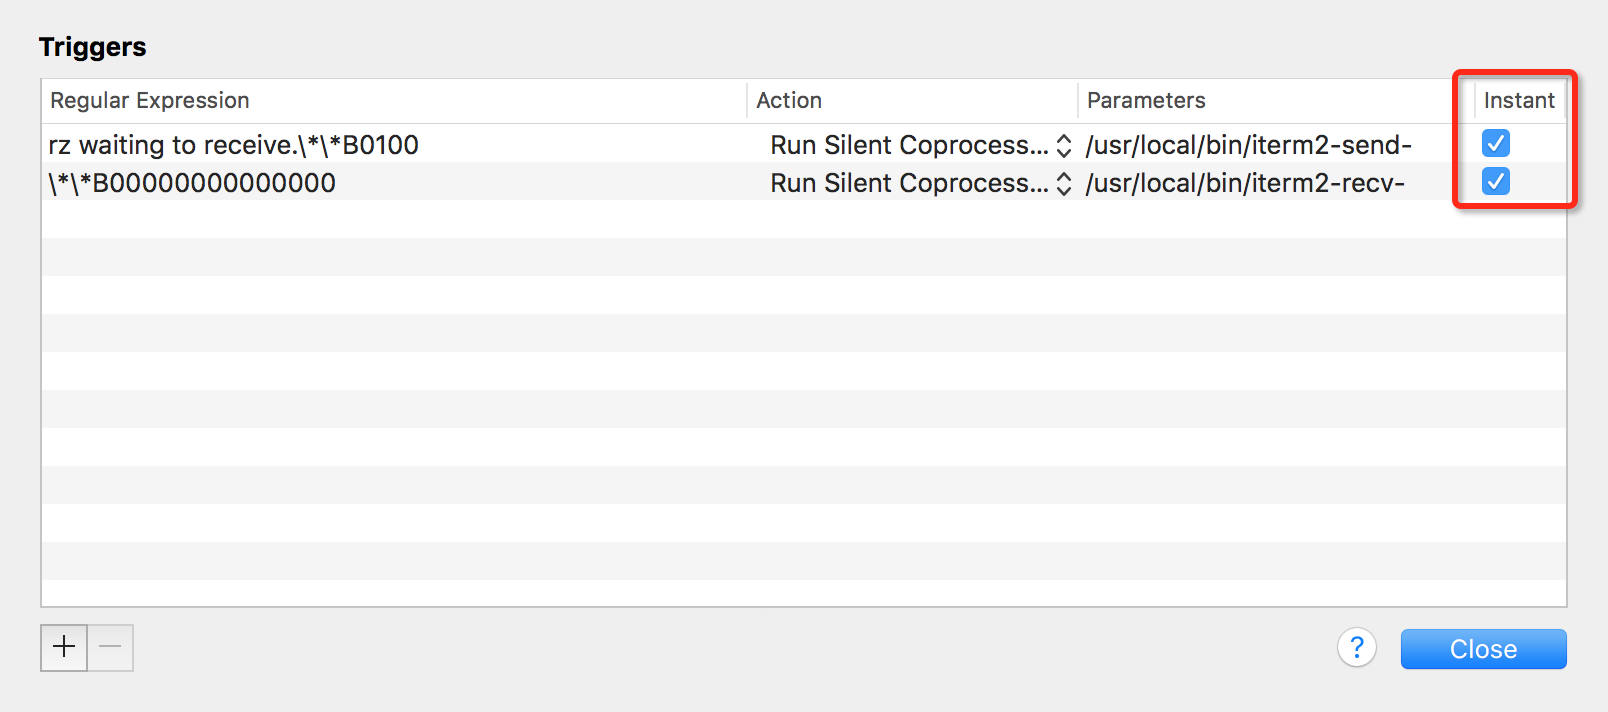 Triggers
Regular Expression Action Parameters Instant
rz waiting to receive.\*\*B0100 Run Silent Coprocess... /usr/local/bin/iterm2-send-
\*\*B00000000000000 Run Silent Coprocess... /usr/local/bin/iterm2-recv-
+ − ? Close